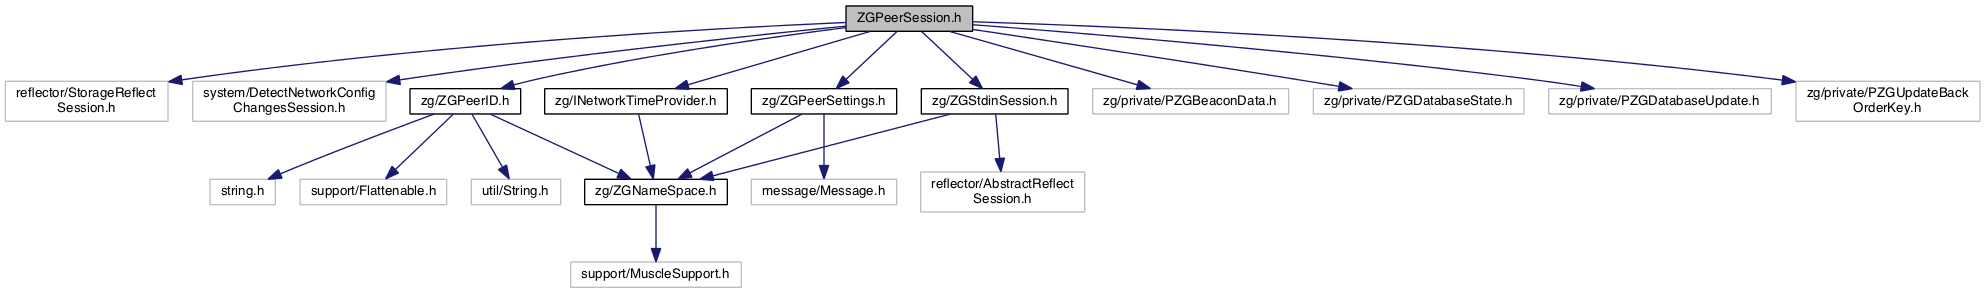 ZGPeerSession.h
reflector/StorageReflect
Session.h
system/DetectNetworkConfig
ChangesSession.h
zg/ZGPeerID.h
zg/INetworkTimeProvider.h
zg/ZGPeerSettings.h
zg/ZGStdinSession.h
zg/private/PZGBeaconData.h
zg/private/PZGDatabaseState.h
zg/private/PZGDatabaseUpdate.h
zg/private/PZGUpdateBack
OrderKey.h
string.h
support/Flattenable.h
util/String.h
zg/ZGNameSpace.h
message/Message.h
reflector/AbstractReflect
Session.h
support/MuscleSupport.h